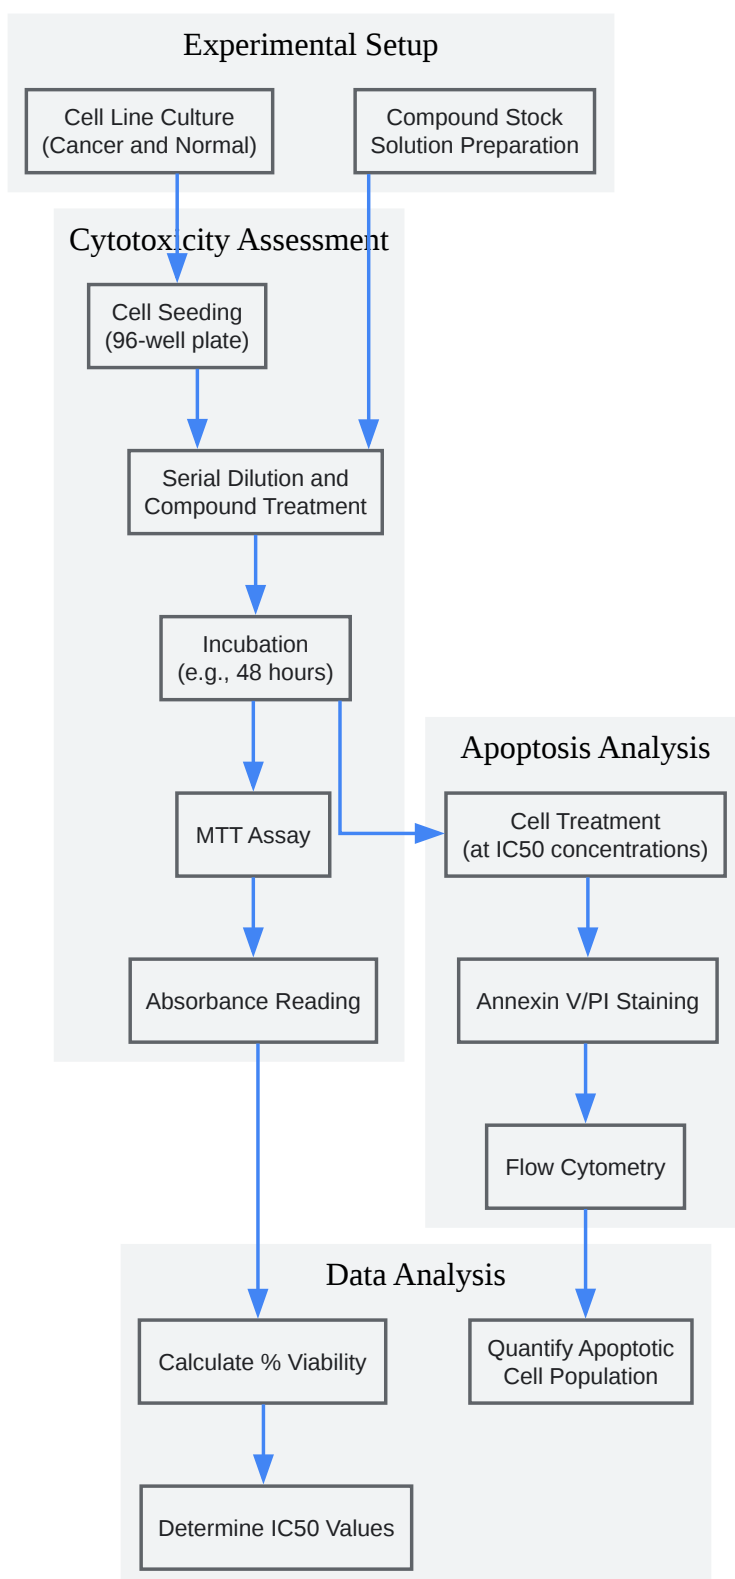 Experimental Setup
Cell Line Culture
(Cancer and Normal)
Compound Stock
Solution Preparation
Cytotoxicity Assessment
Cell Seeding
(96-well plate)
Serial Dilution and
Compound Treatment
Incubation
(e.g., 48 hours)
Apoptosis Analysis
MTT Assay
Cell Treatment
(at IC50 concentrations)
Absorbance Reading
Annexin V/PI Staining
Flow Cytometry
Data Analysis
Calculate % Viability
Quantify Apoptotic
Cell Population
Determine IC50 Values